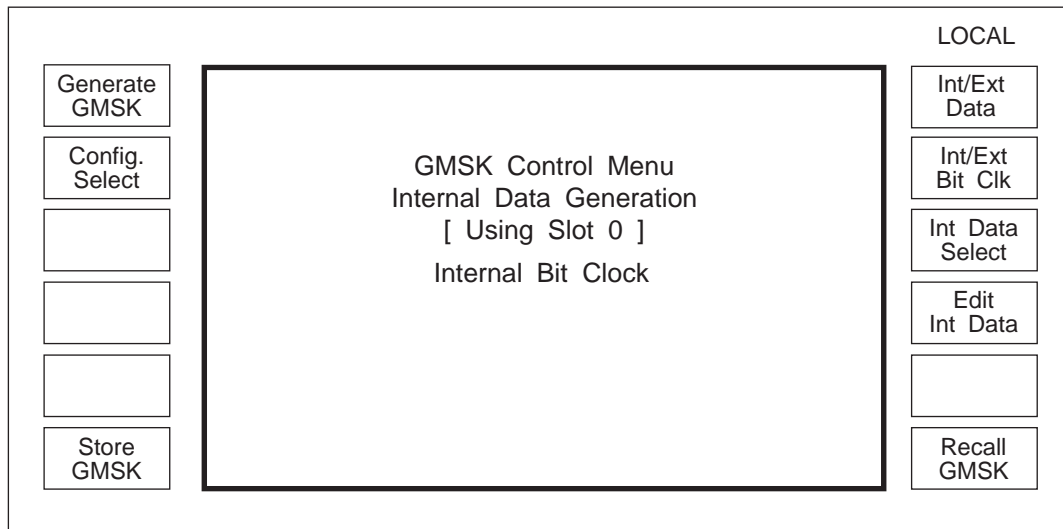 LOCAL
Generate
GMSK
Config.
Select
Store
GMSK
GMSK Control Menu
Internal Data Generation
[ Using Slot 0 ]
Internal Bit Clock
Int/Ext
Data
Int/Ext
Bit Clk
Int Data
Select
Edit
Int Data
Recall
GMSK